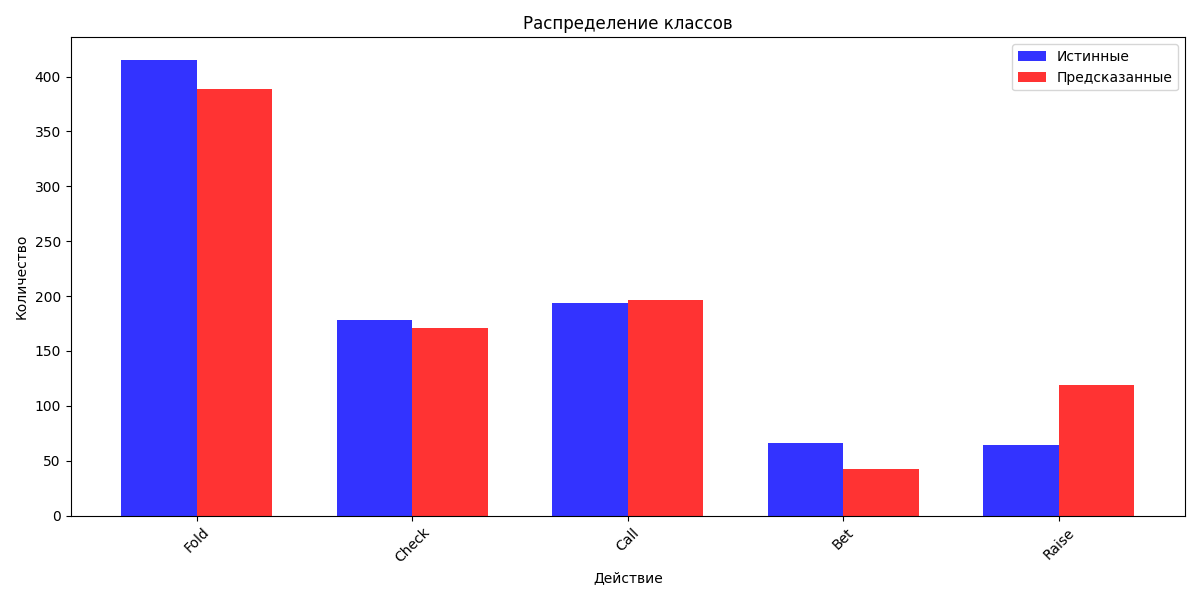 Распределение классов
Истинные
Предсказанные
Количество
400
350
300
250
200
150
100
50
0
Fold
Check
Call
Bet
Raise
Действие